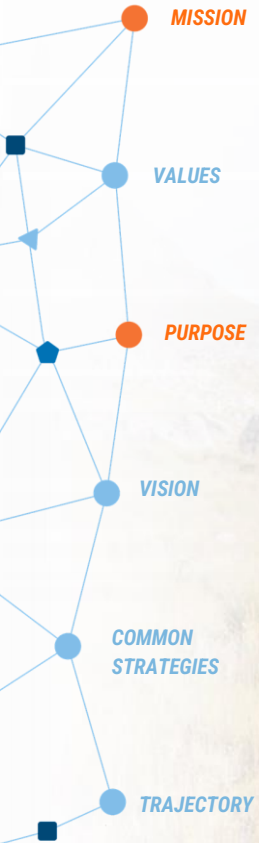 MISSION
VALUES
PURPOSE
VISION
COMMON
STRATEGIES
TRAJECTORY